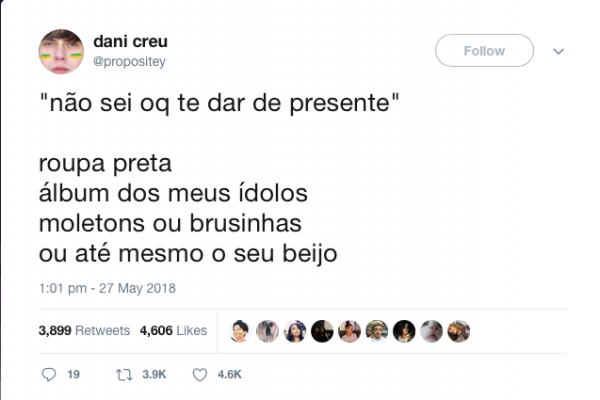 dani creu
@propositey
Follow
"não sei oq te dar de presente"
roupa preta
álbum dos meus ídolos
moletons ou brusinhas
ou até mesmo o seu beijo
1:01 pm - 27 May 2018
3,899 Retweets 4,606 Likes
19 3.9K 4.6K